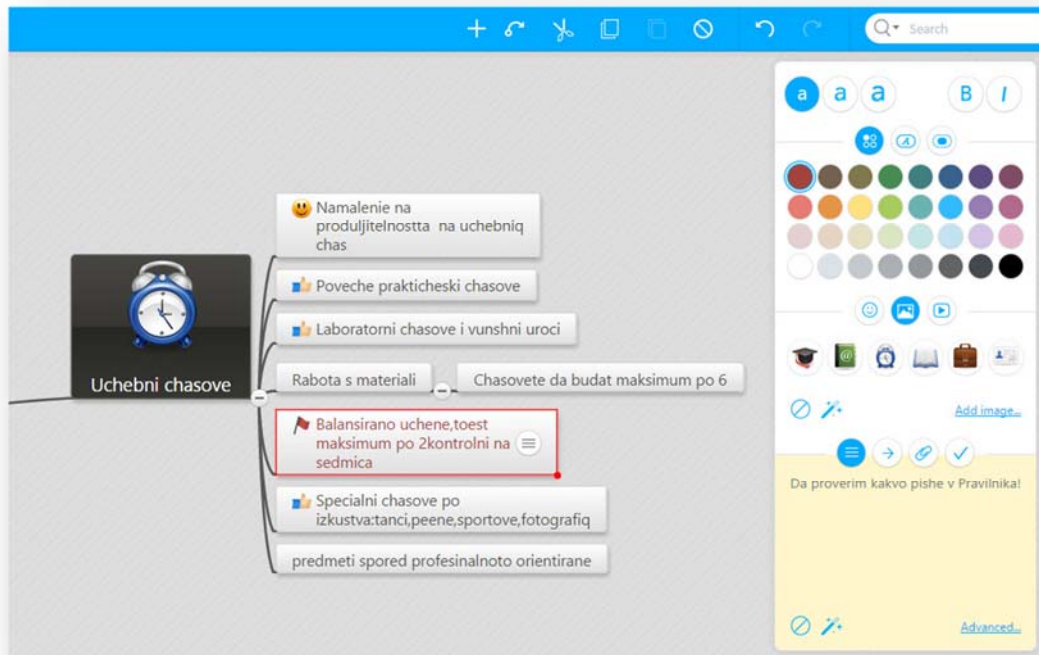 Search
a a a B I
Namalenie na
produljitelnostta na uchebniq
chas
Poveche prakticheski chasove
Laboratorni chasove i vunshni uroci
Uchebni chasove
Rabota s materiali
Chasovete da budat maksimum po 6
Balansirano uchene,toest
maksimum po 2kontrolni na
sedmica
Specialni chasove po
izkustva:tanci,peene,sportove,fotografiq
predmeti spored profesinalnoto orientirane
Add image...
Da proverim kakvo pishe v Pravilnika!
Advanced...